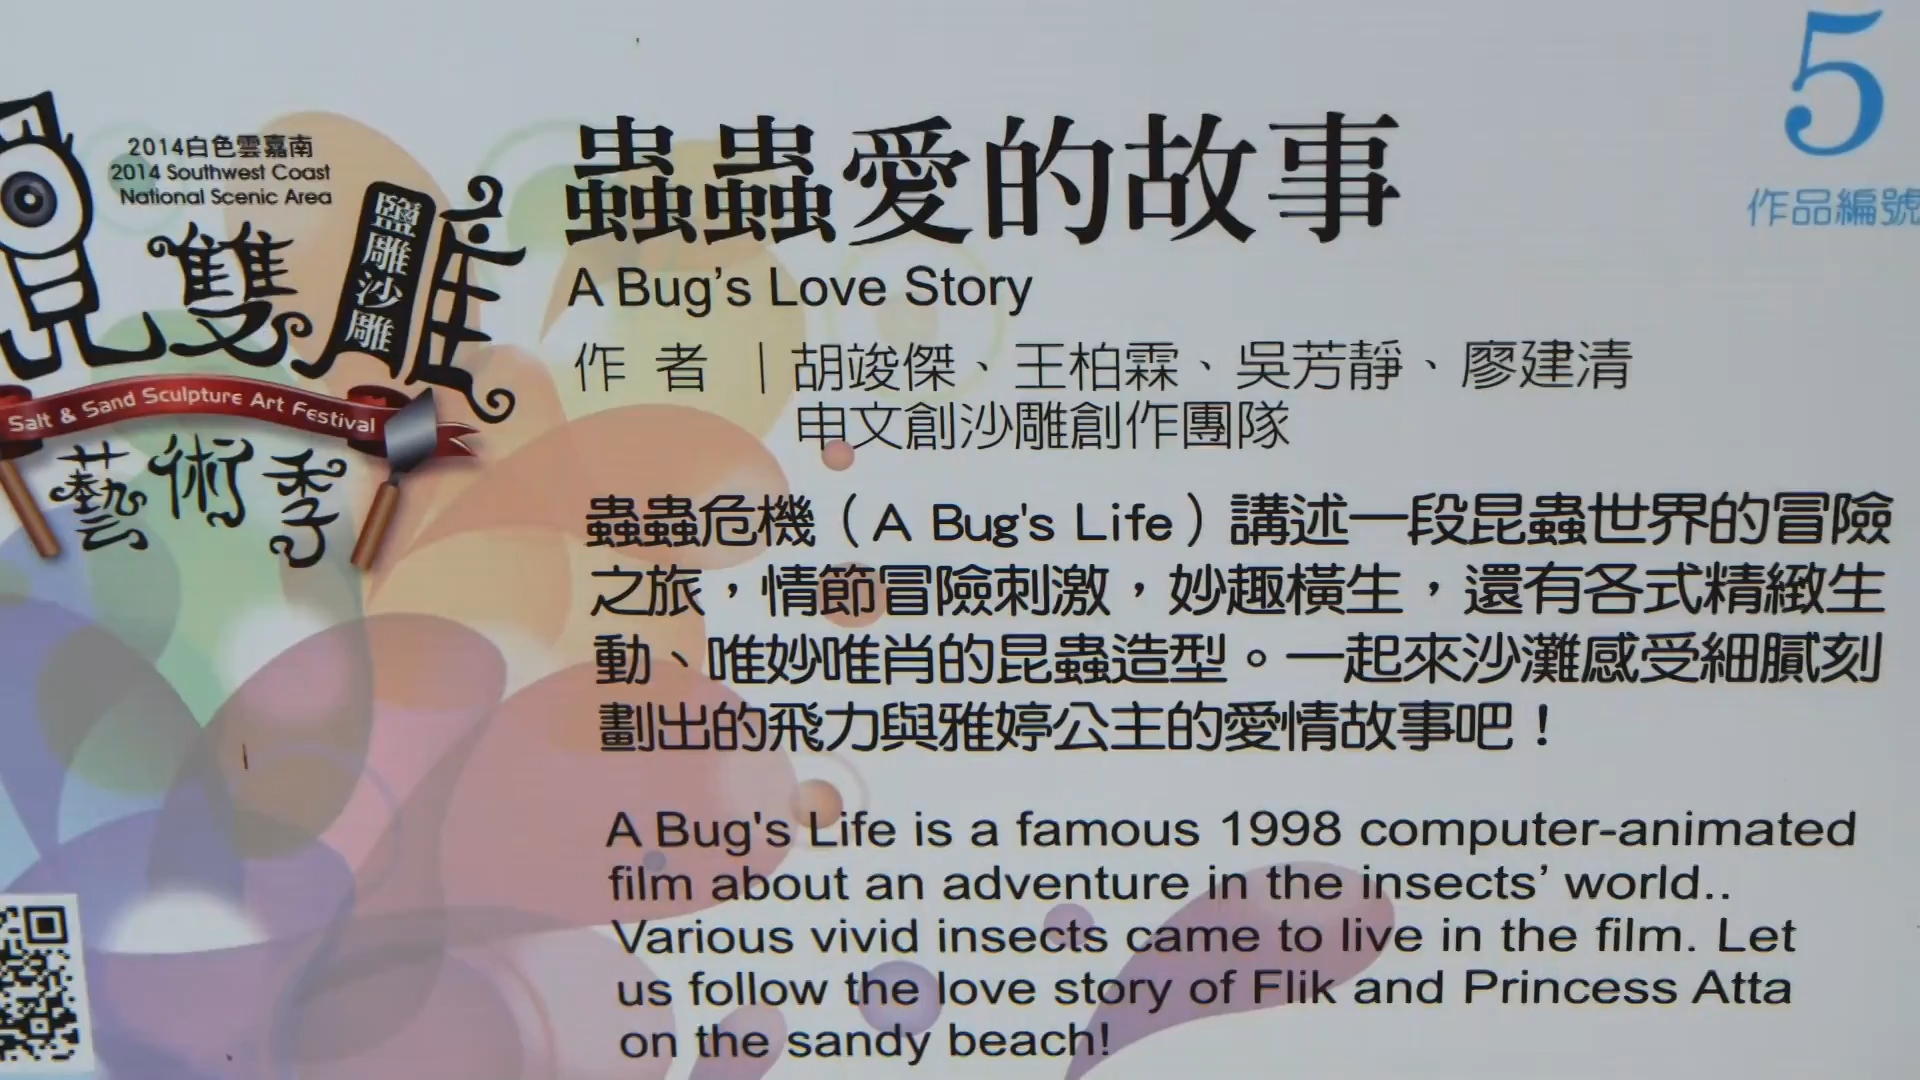 5
作品編號
2014白色雲嘉南
2014 Southwest Coast
National Scenic Area
雙雕
鹽雕沙雕
Salt & Sand Sculpture Art Festival
藝術季
蟲蟲愛的故事
A Bug's Love Story
作 者 ｜胡竣傑、王柏霖、吳芳靜、廖建清
申文創沙雕創作團隊
蟲蟲危機（A Bug's Life）講述一段昆蟲世界的冒險
之旅，情節冒險刺激，妙趣橫生，還有各式精緻生
動、唯妙唯肖的昆蟲造型。一起來沙灘感受細膩刻
劃出的飛力與雅婷公主的愛情故事吧！
A Bug's Life is a famous 1998 computer-animated
film about an adventure in the insects’ world..
Various vivid insects came to live in the film. Let
us follow the love story of Flik and Princess Atta
on the sandy beach!